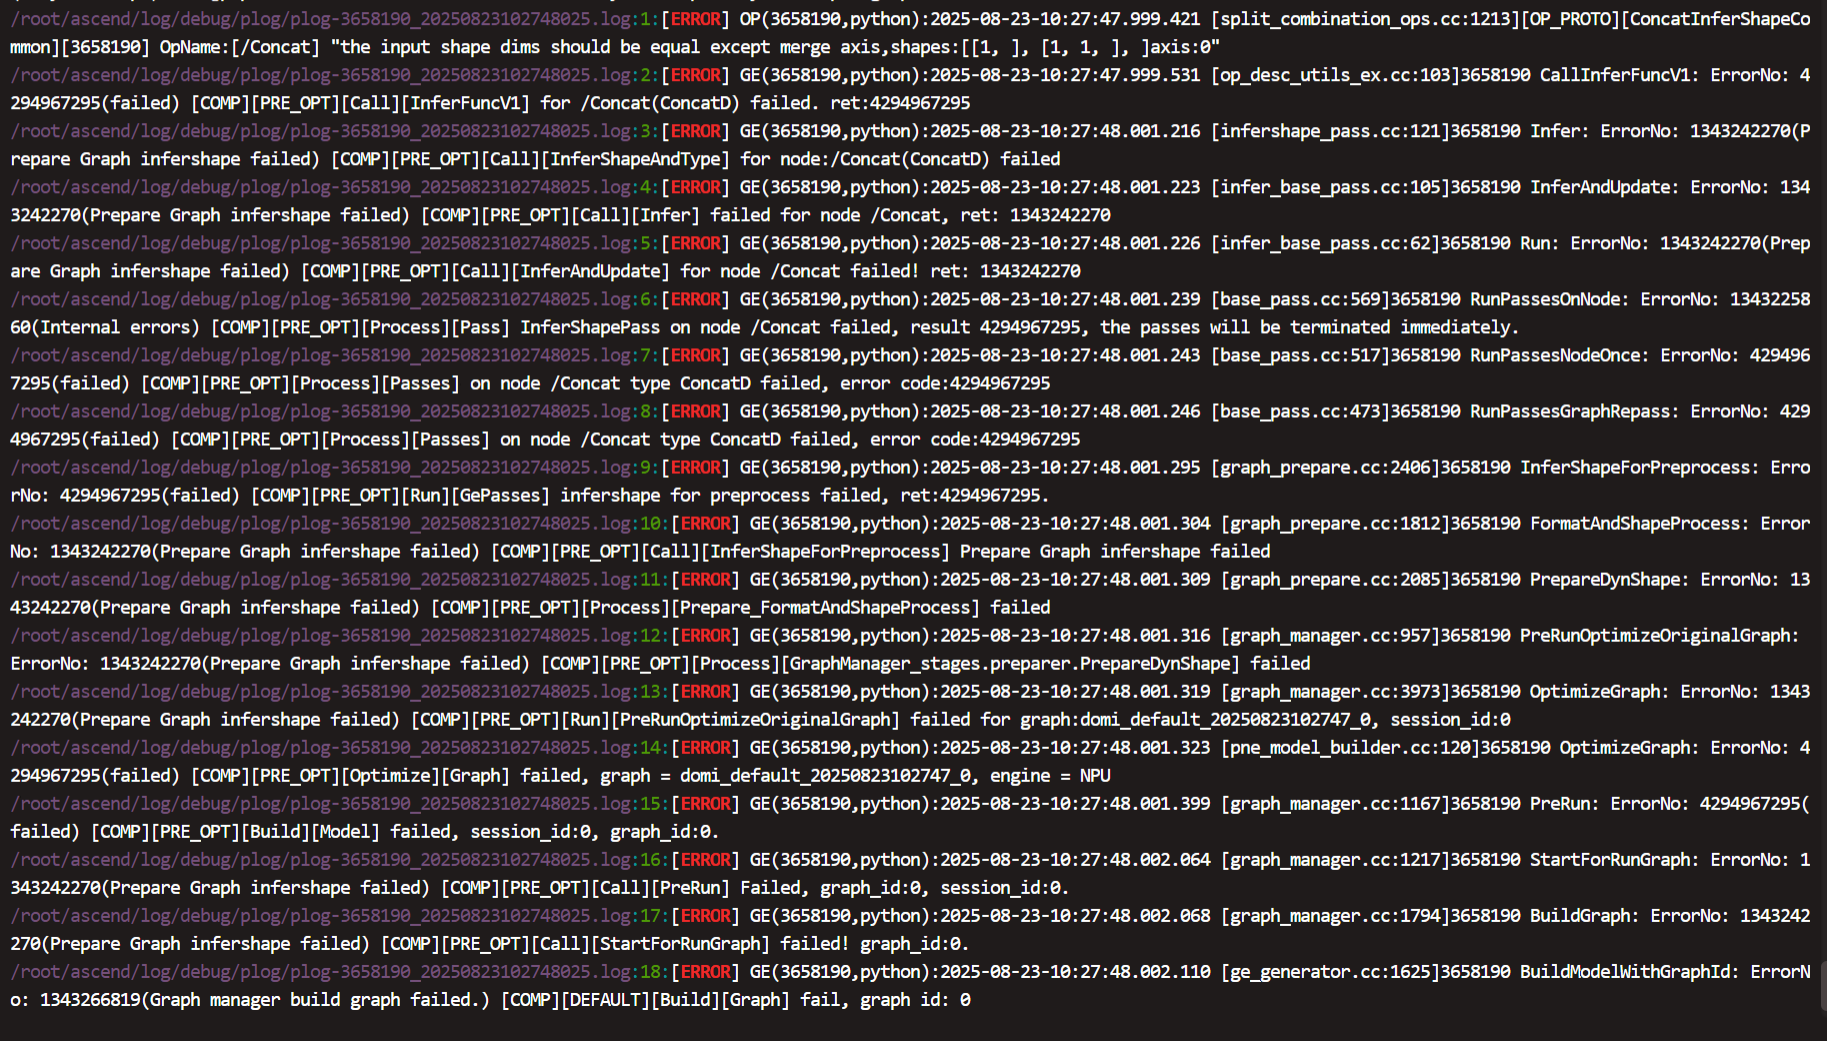 /root/ascend/log/debug/plog/plog-3658190_20250823102748025.log:1:[ERROR] OP(3658190,python):2025-08-23-10:27:47.999.421 [split_combination_ops.cc:1213][OP_PROTO][ConcatInferShapeCo
mmon][3658190] OpName:[/Concat] "the input shape dims should be equal except merge axis,shapes:[[1, ], [1, 1, ], ]axis:0"
/root/ascend/log/debug/plog/plog-3658190_20250823102748025.log:2:[ERROR] GE(3658190,python):2025-08-23-10:27:47.999.531 [op_desc_utils_ex.cc:103]3658190 CallInferFuncV1: ErrorNo: 4
294967295(failed) [COMP][PRE_OPT][Call][InferFuncV1] for /Concat(ConcatD) failed. ret:4294967295
/root/ascend/log/debug/plog/plog-3658190_20250823102748025.log:3:[ERROR] GE(3658190,python):2025-08-23-10:27:48.001.216 [infershape_pass.cc:121]3658190 Infer: ErrorNo: 1343242270(P
repare Graph infershape failed) [COMP][PRE_OPT][Call][InferShapeAndType] for node:/Concat(ConcatD) failed
/root/ascend/log/debug/plog/plog-3658190_20250823102748025.log:4:[ERROR] GE(3658190,python):2025-08-23-10:27:48.001.223 [infer_base_pass.cc:105]3658190 InferAndUpdate: ErrorNo: 134
3242270(Prepare Graph infershape failed) [COMP][PRE_OPT][Call][Infer] failed for node /Concat, ret: 1343242270
/root/ascend/log/debug/plog/plog-3658190_20250823102748025.log:5:[ERROR] GE(3658190,python):2025-08-23-10:27:48.001.226 [infer_base_pass.cc:62]3658190 Run: ErrorNo: 1343242270(Prep
are Graph infershape failed) [COMP][PRE_OPT][Call][InferAndUpdate] for node /Concat failed! ret: 1343242270
/root/ascend/log/debug/plog/plog-3658190_20250823102748025.log:6:[ERROR] GE(3658190,python):2025-08-23-10:27:48.001.239 [base_pass.cc:569]3658190 RunPassesOnNode: ErrorNo: 13432258
60(Internal errors) [COMP][PRE_OPT][Process][Pass] InferShapePass on node /Concat failed, result 4294967295, the passes will be terminated immediately.
/root/ascend/log/debug/plog/plog-3658190_20250823102748025.log:7:[ERROR] GE(3658190,python):2025-08-23-10:27:48.001.243 [base_pass.cc:517]3658190 RunPassesNodeOnce: ErrorNo: 429496
7295(failed) [COMP][PRE_OPT][Process][Passes] on node /Concat type ConcatD failed, error code:4294967295
/root/ascend/log/debug/plog/plog-3658190_20250823102748025.log:8:[ERROR] GE(3658190,python):2025-08-23-10:27:48.001.246 [base_pass.cc:473]3658190 RunPassesGraphRepass: ErrorNo: 429
4967295(failed) [COMP][PRE_OPT][Process][Passes] on node /Concat type ConcatD failed, error code:4294967295
/root/ascend/log/debug/plog/plog-3658190_20250823102748025.log:9:[ERROR] GE(3658190,python):2025-08-23-10:27:48.001.295 [graph_prepare.cc:2406]3658190 InferShapeForPreprocess: Erro
rNo: 4294967295(failed) [COMP][PRE_OPT][Run][GePasses] infershape for preprocess failed, ret:4294967295.
/root/ascend/log/debug/plog/plog-3658190_20250823102748025.log:10:[ERROR] GE(3658190,python):2025-08-23-10:27:48.001.304 [graph_prepare.cc:1812]3658190 FormatAndShapeProcess: Error
No: 1343242270(Prepare Graph infershape failed) [COMP][PRE_OPT][Call][InferShapeForPreprocess] Prepare Graph infershape failed
/root/ascend/log/debug/plog/plog-3658190_20250823102748025.log:11:[ERROR] GE(3658190,python):2025-08-23-10:27:48.001.309 [graph_prepare.cc:2085]3658190 PrepareDynShape: ErrorNo: 13
43242270(Prepare Graph infershape failed) [COMP][PRE_OPT][Process][Prepare_FormatAndShapeProcess] failed
/root/ascend/log/debug/plog/plog-3658190_20250823102748025.log:12:[ERROR] GE(3658190,python):2025-08-23-10:27:48.001.316 [graph_manager.cc:957]3658190 PreRunOptimizeOriginalGraph:
ErrorNo: 1343242270(Prepare Graph infershape failed) [COMP][PRE_OPT][Process][GraphManager_stages.preparer.PrepareDynShape] failed
/root/ascend/log/debug/plog/plog-3658190_20250823102748025.log:13:[ERROR] GE(3658190,python):2025-08-23-10:27:48.001.319 [graph_manager.cc:3973]3658190 OptimizeGraph: ErrorNo: 1343
242270(Prepare Graph infershape failed) [COMP][PRE_OPT][Run][PreRunOptimizeOriginalGraph] failed for graph:domi_default_20250823102747_0, session_id:0
/root/ascend/log/debug/plog/plog-3658190_20250823102748025.log:14:[ERROR] GE(3658190,python):2025-08-23-10:27:48.001.323 [pne_model_builder.cc:120]3658190 OptimizeGraph: ErrorNo: 4
294967295(failed) [COMP][PRE_OPT][Optimize][Graph] failed, graph = domi_default_20250823102747_0, engine = NPU
/root/ascend/log/debug/plog/plog-3658190_20250823102748025.log:15:[ERROR] GE(3658190,python):2025-08-23-10:27:48.001.399 [graph_manager.cc:1167]3658190 PreRun: ErrorNo: 4294967295(
failed) [COMP][PRE_OPT][Build][Model] failed, session_id:0, graph_id:0.
/root/ascend/log/debug/plog/plog-3658190_20250823102748025.log:16:[ERROR] GE(3658190,python):2025-08-23-10:27:48.002.064 [graph_manager.cc:1217]3658190 StartForRunGraph: ErrorNo: 1
343242270(Prepare Graph infershape failed) [COMP][PRE_OPT][Call][PreRun] Failed, graph_id:0, session_id:0.
/root/ascend/log/debug/plog/plog-3658190_20250823102748025.log:17:[ERROR] GE(3658190,python):2025-08-23-10:27:48.002.068 [graph_manager.cc:1794]3658190 BuildGraph: ErrorNo: 1343242
270(Prepare Graph infershape failed) [COMP][PRE_OPT][Call][StartForRunGraph] failed! graph_id:0.
/root/ascend/log/debug/plog/plog-3658190_20250823102748025.log:18:[ERROR] GE(3658190,python):2025-08-23-10:27:48.002.110 [ge_generator.cc:1625]3658190 BuildModelWithGraphId: ErrorN
o: 1343266819(Graph manager build graph failed.) [COMP][DEFAULT][Build][Graph] fail, graph id: 0